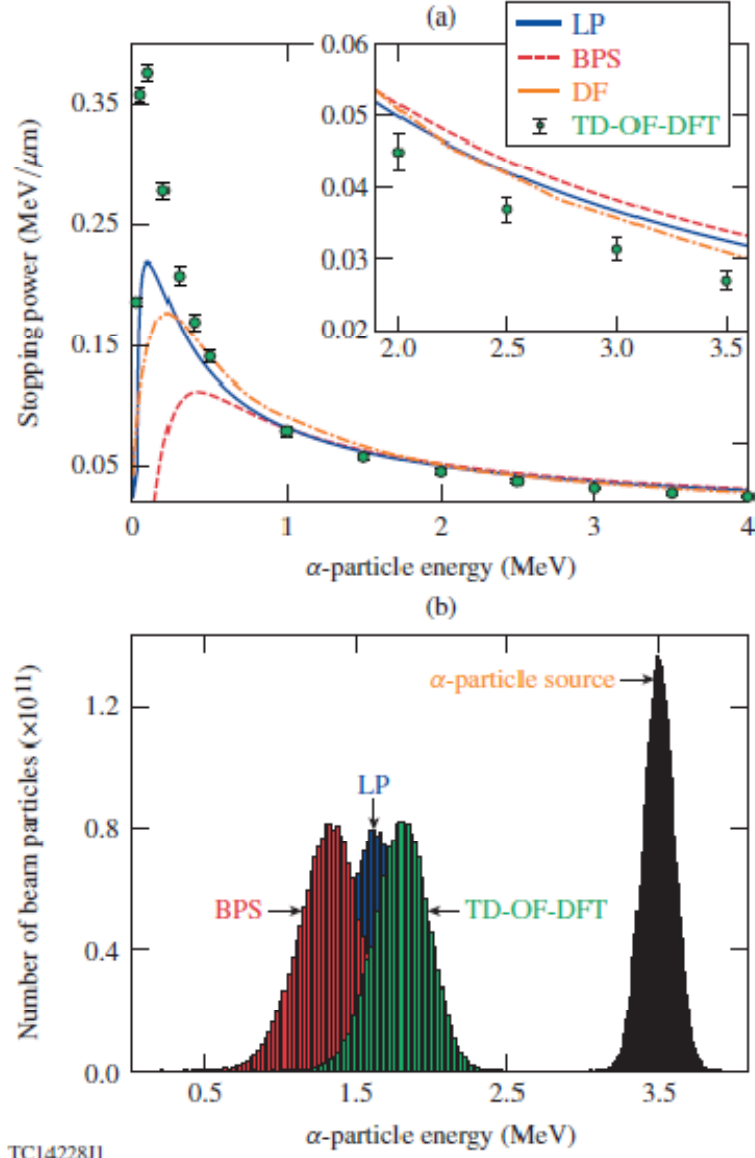 (a)
LP
BPS
DF
TD-OF-DFT
0.06
0.05
0.04
0.03
0.02
2.0 2.5 3.0 3.5
Stopping power (MeV/μm)
0.35
0.25
0.15
0.05
0 1 2 3 4
α-particle energy (MeV)
(b)
Number of beam particles (×10¹¹)
1.2
0.8
0.4
0.0
α-particle source
LP
BPS
TD-OF-DFT
0.5 1.5 2.5 3.5
α-particle energy (MeV)
TC14228J1